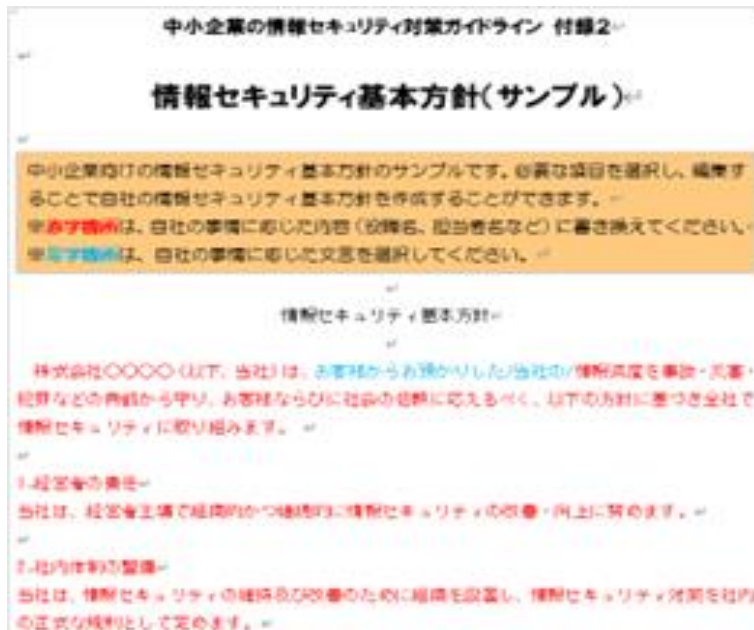 中小企業の情報セキュリティ対策ガイドライン 付録2
情報セキュリティ基本方針(サンプル)
中小企業向けの情報セキュリティ基本方針のサンプルです。必要な項目を選択し、編集す
ることで自社の情報セキュリティ基本方針を作成することができます。
※赤字箇所は、自社の事情に応じた内容(役職名、担当者名など)に書き換えてください。
※青字箇所は、自社の事情に応じた文言を選択してください。
情報セキュリティ基本方針
株式会社〇〇〇〇(以下、当社)は、お客様からお預かりした/当社の/情報資産を事故・災害・
犯罪などの脅威から守り、お客様ならびに社会の信頼に応えるべく、以下の方針に基づき全社で
情報セキュリティに取り組みます。
1.経営者の責任
当社は、経営者主導で組織的かつ継続的に情報セキュリティの改善・向上に努めます。
2.社内体制の整備
当社は、情報セキュリティの維持及び改善のために組織を設置し、情報セキュリティ対策を社内
の正式な規則として定めます。